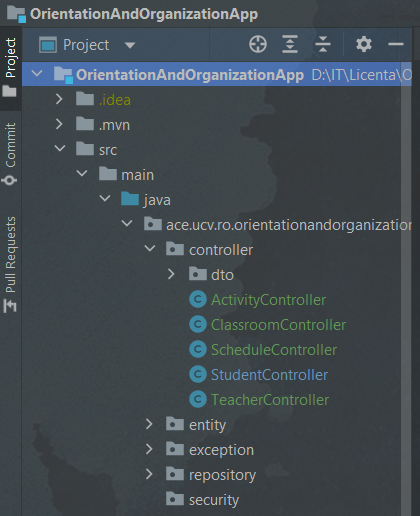 OrientationAndOrganizationApp
Project
Project
Commit
Pull Requests
OrientationAndOrganizationApp D:\IT\Licenta\O
.idea
.mvn
src
main
java
ace.ucv.ro.orientationandorganization
controller
dto
ActivityController
ClassroomController
ScheduleController
StudentController
TeacherController
entity
exception
repository
security